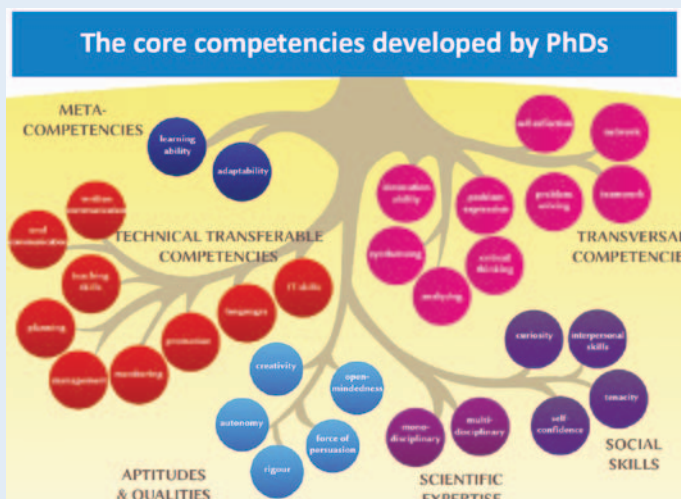 The core competencies developed by PhDs
META-
COMPETENCIES
learning
ability
adaptability
self-reflection
network
innovation
ability
problem
expression
problem
solving
teamwork
written
communication
oral
communication
TECHNICAL TRANSFERABLE
COMPETENCIES
TRANSVERSAL
COMPETENCIE
synthesising
critical
thinking
analysing
teaching
skills
IT skills
languages
planning
promotion
monitoring
management
curiosity
interpersonal
skills
creativity
open-
mindedness
tenacity
autonomy
force of
persuasion
mono-
disciplinary
multi-
disciplinary
self-
confidence
rigour
SOCIAL
SKILLS
APTITUDES
& QUALITIES
SCIENTIFIC
EXPERTISE